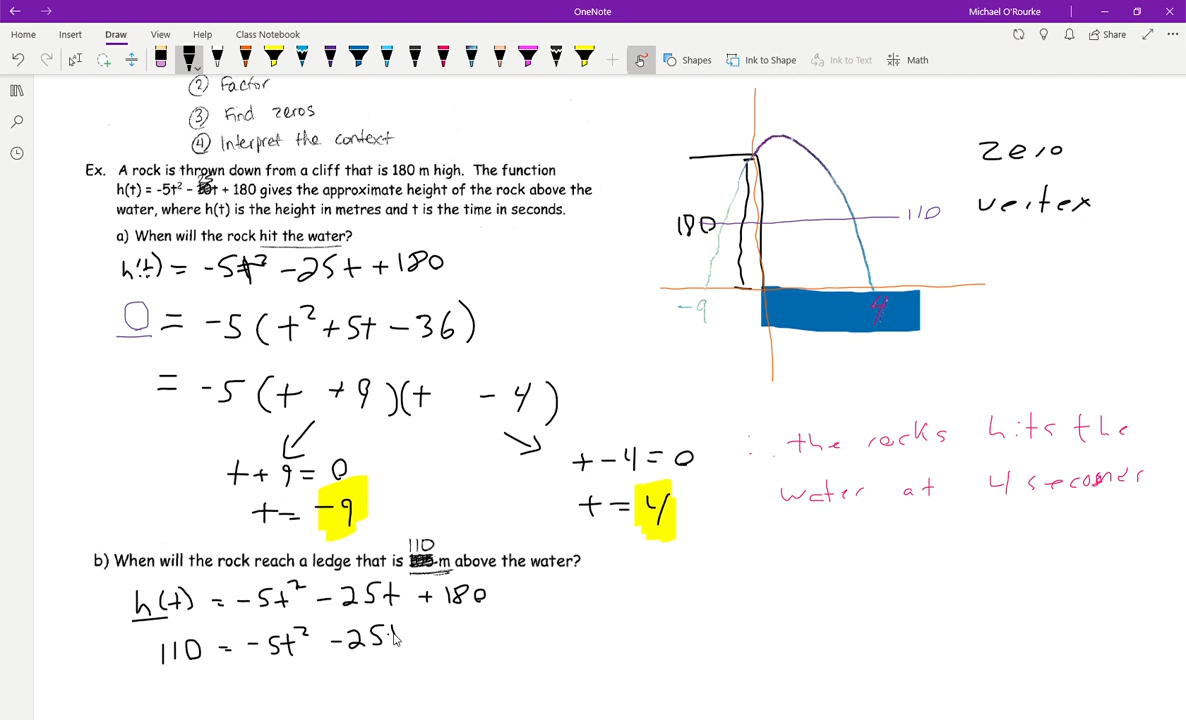 OneNote
Michael O'Rourke
Home Insert Draw View Help Class Notebook
Share
Shapes Ink to Shape Ink to Text Math
② Factor
③ Find zeros
④ Interpret the context
Ex. A rock is thrown down from a cliff that is 180 m high. The function
h(t) = -5t² - 25t + 180 gives the approximate height of the rock above the
water, where h(t) is the height in metres and t is the time in seconds.
a) When will the rock hit the water?
h(t) = -5t² -25t +180
0 = -5(t² +5t -36)
= -5(t +9)(t -4)
t+9=0
t= -9
t-4=0
t=4
zero
vertex
180
110
-9
4
∴ the rocks hits the
water at 4 seconds
b) When will the rock reach a ledge that is 110 m above the water?
h(t) = -5t² -25t +180
110 = -5t² -25t